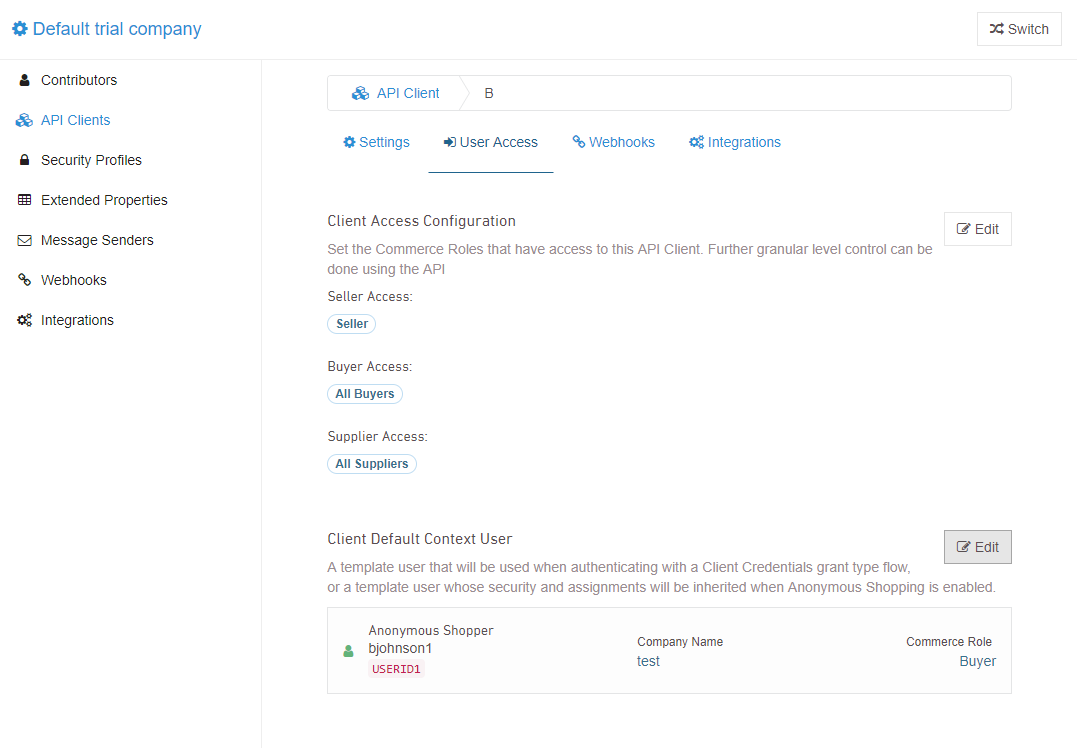 Default trial company
Switch
Contributors
API Clients
Security Profiles
Extended Properties
Message Senders
Webhooks
Integrations
API Client
B
Settings
User Access
Webhooks
Integrations
Client Access Configuration
Edit
Set the Commerce Roles that have access to this API Client. Further granular level control can be
done using the API
Seller Access:
Seller
Buyer Access:
All Buyers
Supplier Access:
All Suppliers
Client Default Context User
Edit
A template user that will be used when authenticating with a Client Credentials grant type flow,
or a template user whose security and assignments will be inherited when Anonymous Shopping is enabled.
Anonymous Shopper
bjohnson1
USERID1
Company Name
test
Commerce Role
Buyer